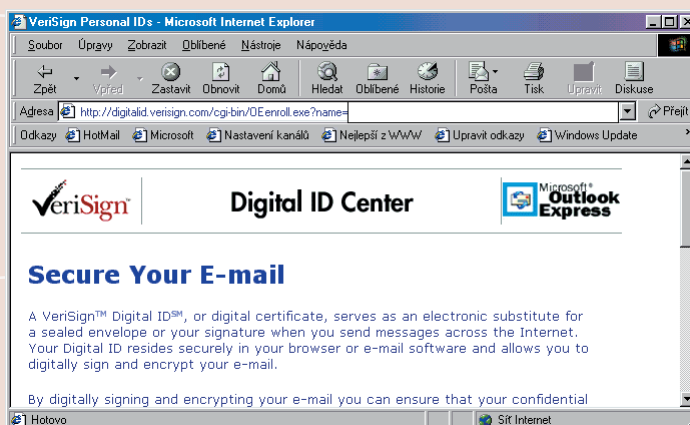 VeriSign Personal IDs - Microsoft Internet Explorer
Soubor Úpravy Zobrazit Oblíbené Nástroje Nápověda
Zpět Vpřed Zastavit Obnovit Domů Hledat Oblíbené Historie Pošta Tisk Upravit Diskuse
Adresa http://digitalid.verisign.com/cgi-bin/OEenroll.exe?name= Přejít
Odkazy HotMail Microsoft Nastavení kanálů Nejlepší z WWW Upravit odkazy Windows Update »
VeriSign Digital ID Center Microsoft® Outlook Express
Secure Your E-mail
A VeriSign™ Digital ID℠, or digital certificate, serves as an electronic substitute for
a sealed envelope or your signature when you send messages across the Internet.
Your Digital ID resides securely in your browser or e-mail software and allows you to
digitally sign and encrypt your e-mail.
By digitally signing and encrypting your e-mail you can ensure that your confidential
Hotovo Síť Internet